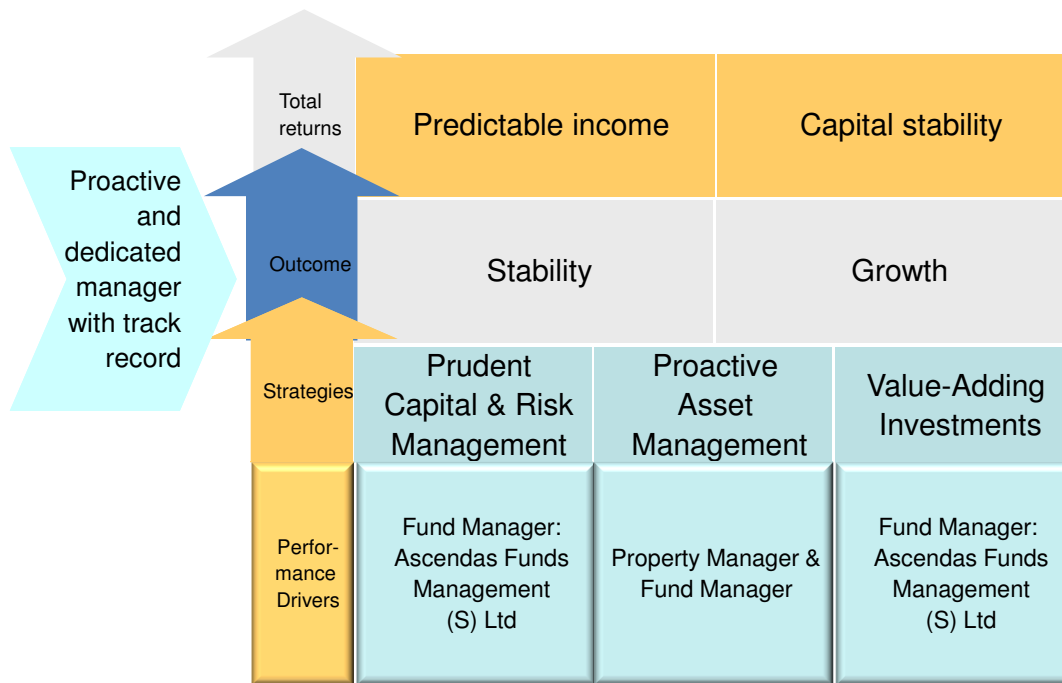 Total
returns
Predictable income
Capital stability
Proactive
and
dedicated
manager
with track
record
Outcome
Stability
Growth
Strategies
Prudent
Capital & Risk
Management
Proactive
Asset
Management
Value-Adding
Investments
Perfor-
mance
Drivers
Fund Manager:
Ascendas Funds
Management
(S) Ltd
Property Manager &
Fund Manager
Fund Manager:
Ascendas Funds
Management
(S) Ltd